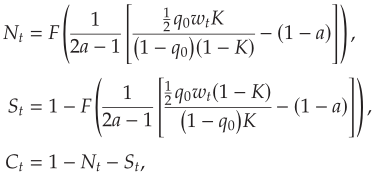 $N_t = F\left(\frac{1}{2a-1}\left[\frac{\frac{1}{2}q_0 w_t K}{(1-q_0)(1-K)} - (1-a)\right]\right),$
$S_t = 1 - F\left(\frac{1}{2a-1}\left[\frac{\frac{1}{2}q_0 w_t (1-K)}{(1-q_0)K} - (1-a)\right]\right),$
$C_t = 1 - N_t - S_t,$